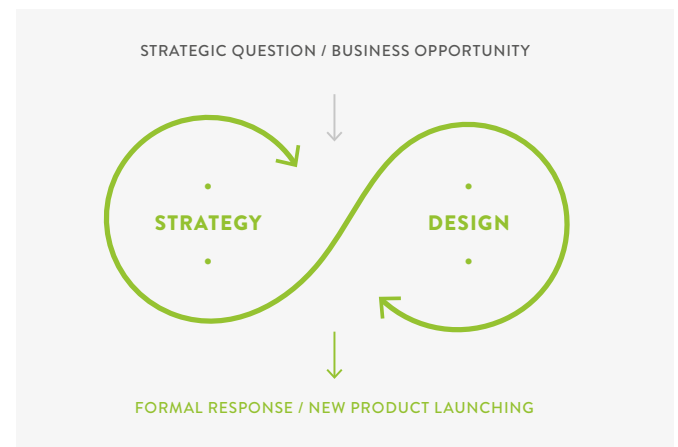 STRATEGIC QUESTION / BUSINESS OPPORTUNITY
STRATEGY
DESIGN
FORMAL RESPONSE / NEW PRODUCT LAUNCHING